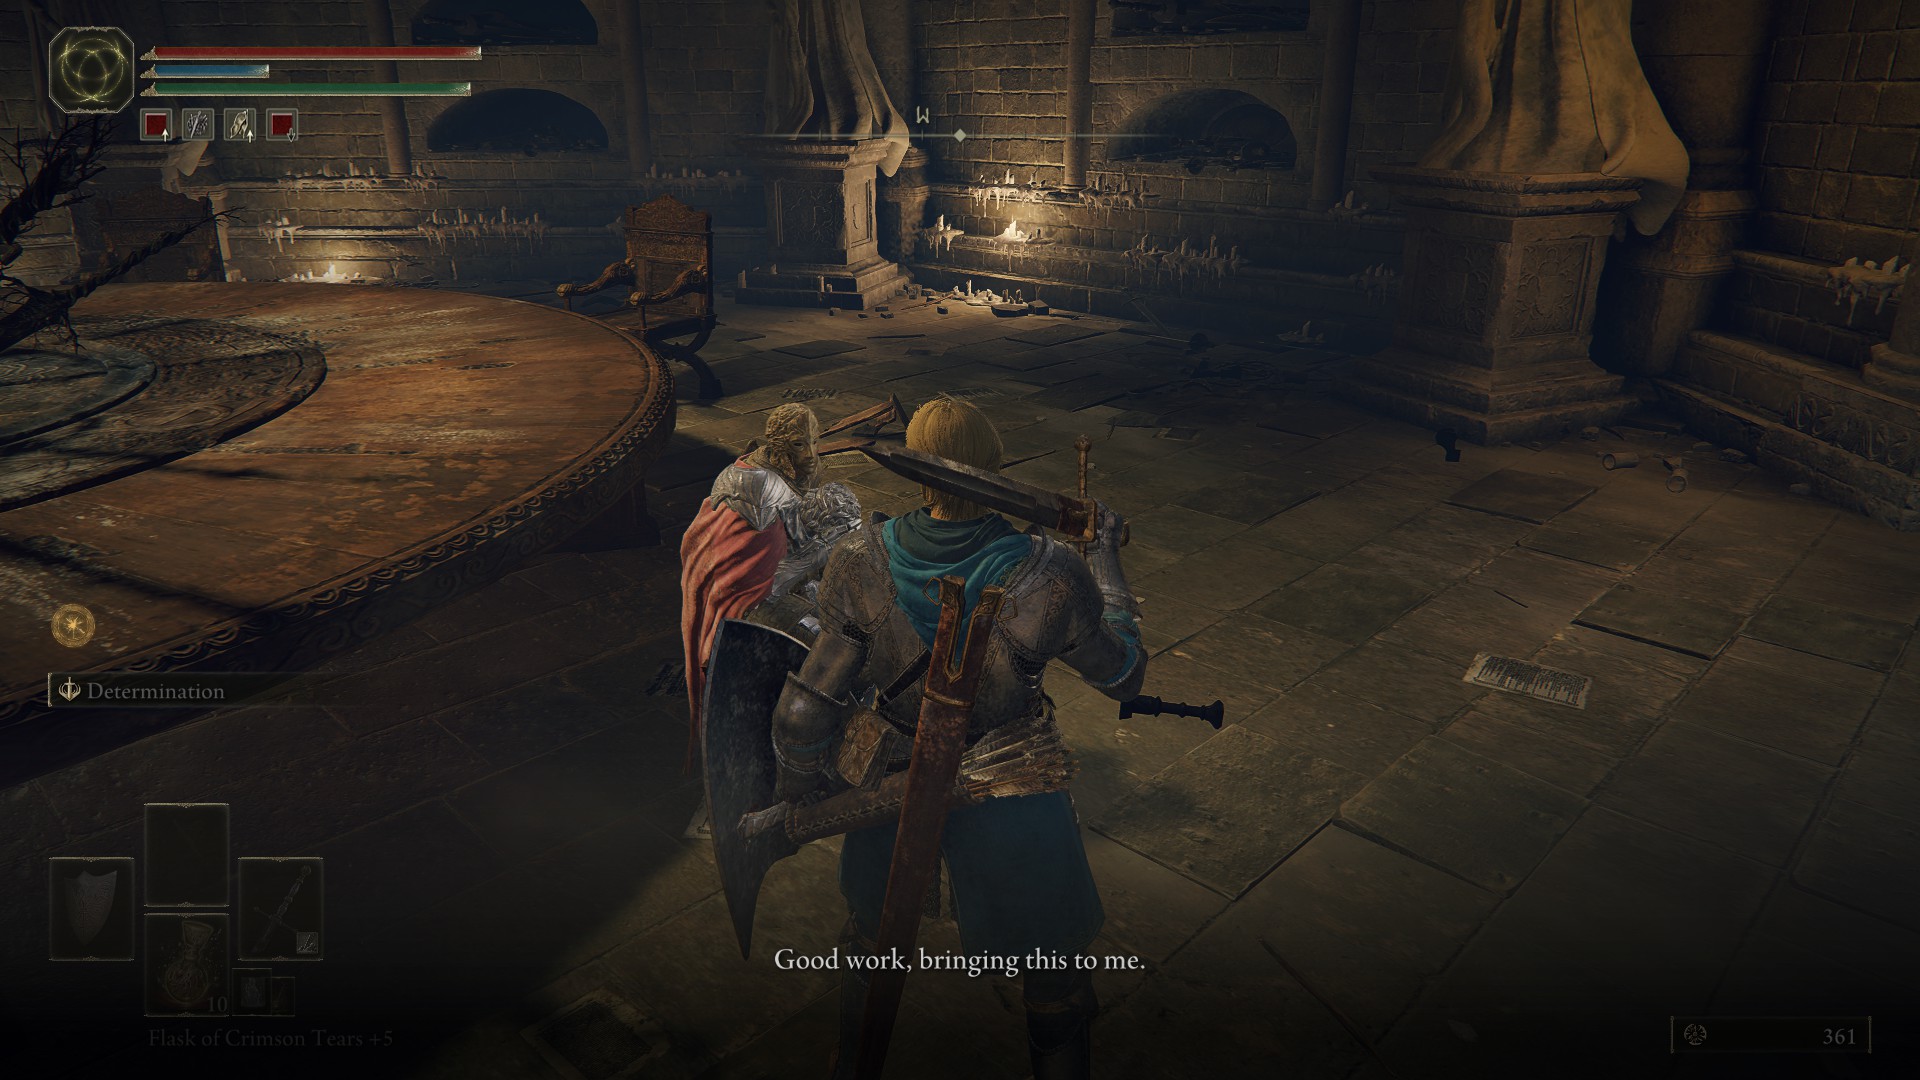 W
Determination
Good work, bringing this to me.
10
Flask of Crimson Tears +5
361